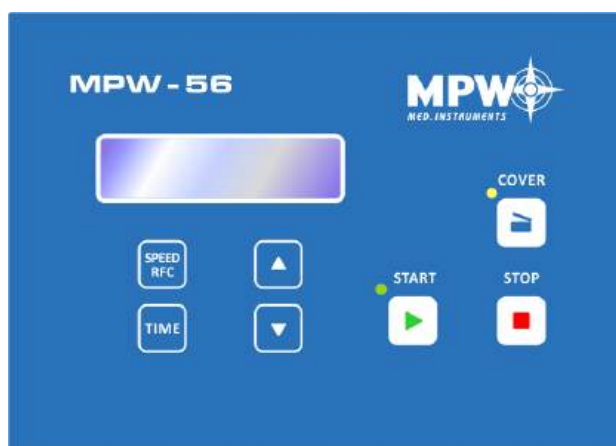 MPW - 56
MPW
MED. INSTRUMENTS
COVER
SPEED
RFC
START
STOP
TIME